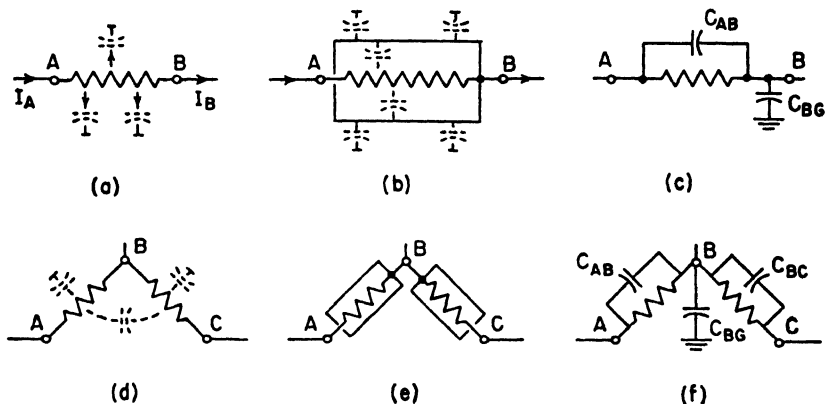 A B
I_A I_B
(a)
A B
(b)
C_AB
A B
C_BG
(c)
B
A C
(d)
B
A C
(e)
B
C_AB C_BC
A C
C_BG
(f)